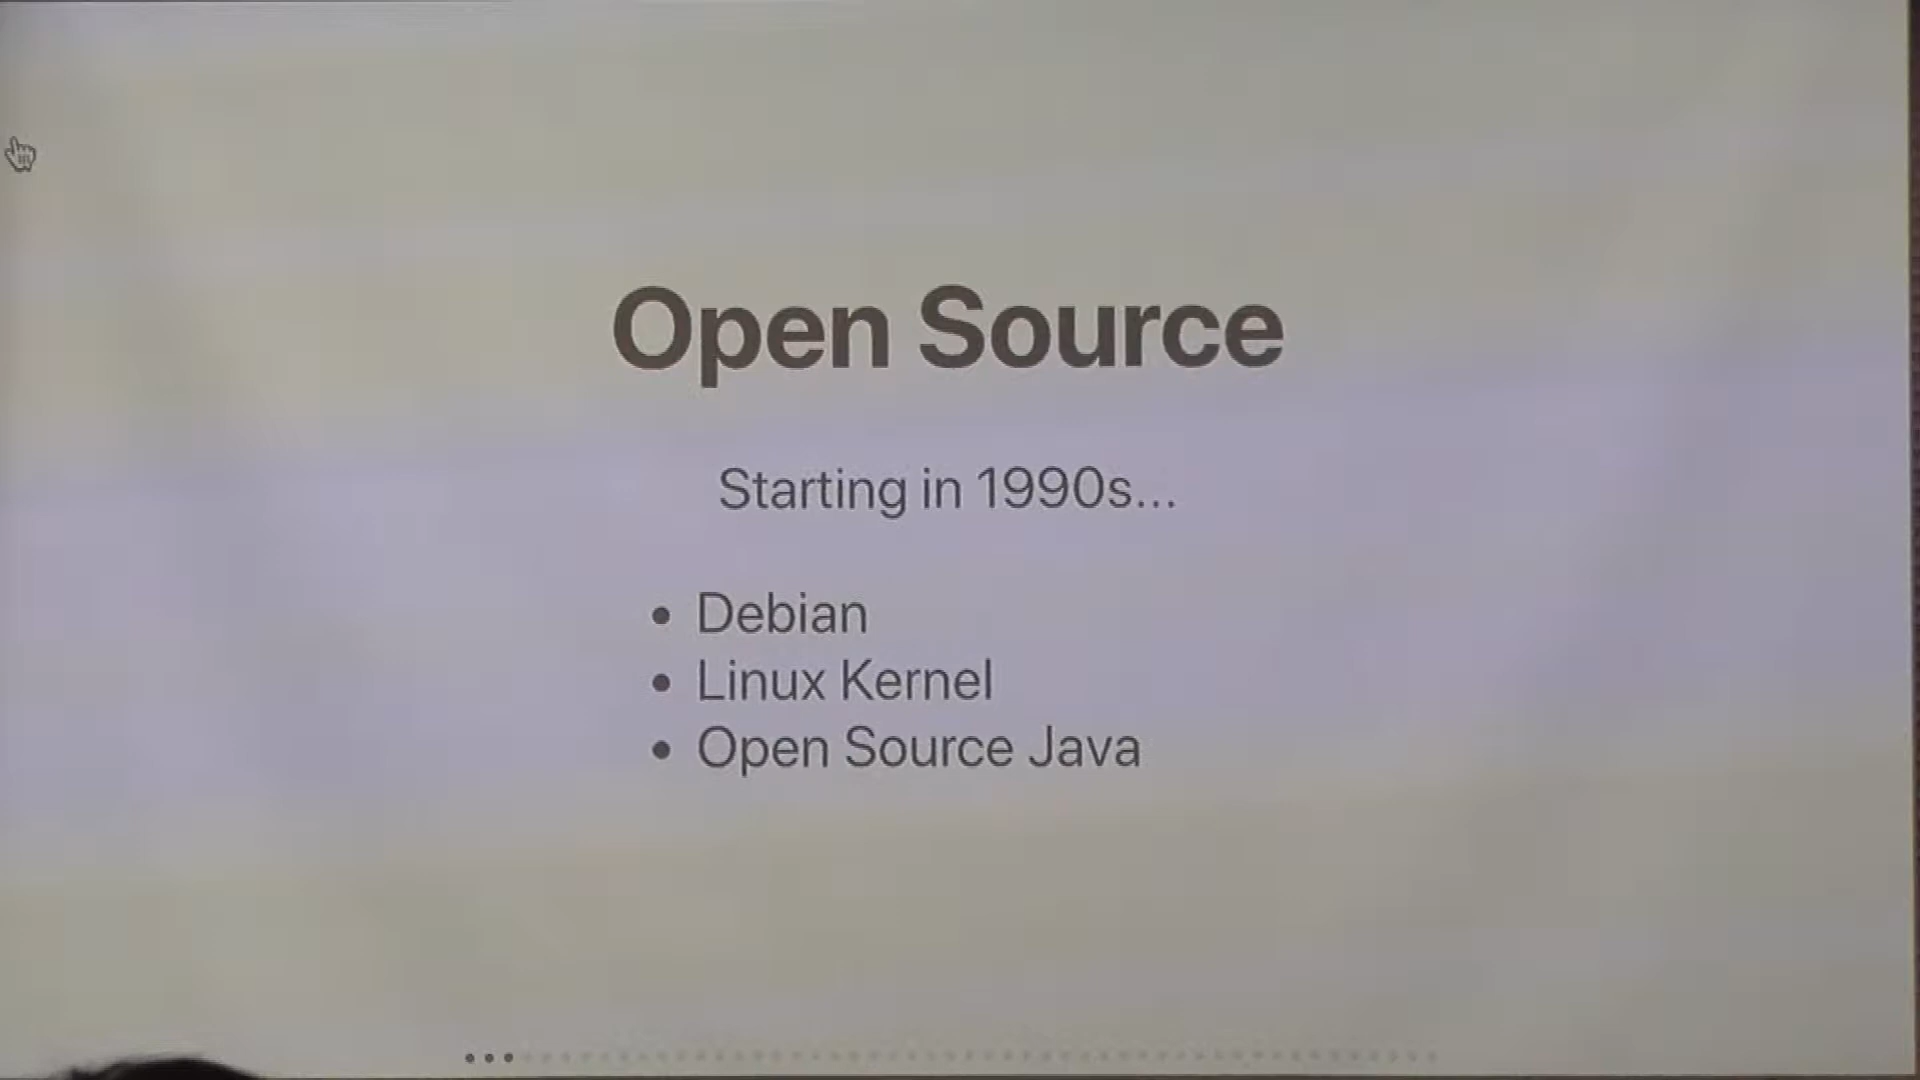 Open Source
Starting in 1990s...
• Debian
• Linux Kernel
• Open Source Java